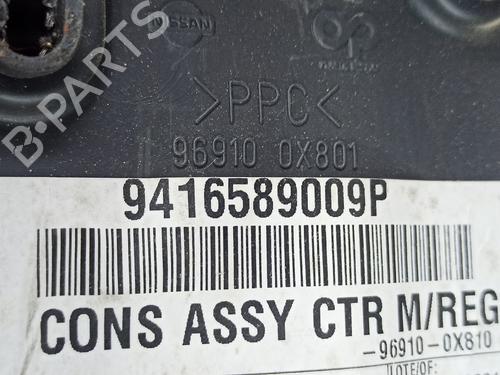 NISSAN
>PPC<
96910 0X801
9416589009P
CONS ASSY CTR M/REG
-96910-0X810
LOTE/OF:
B-PARTS